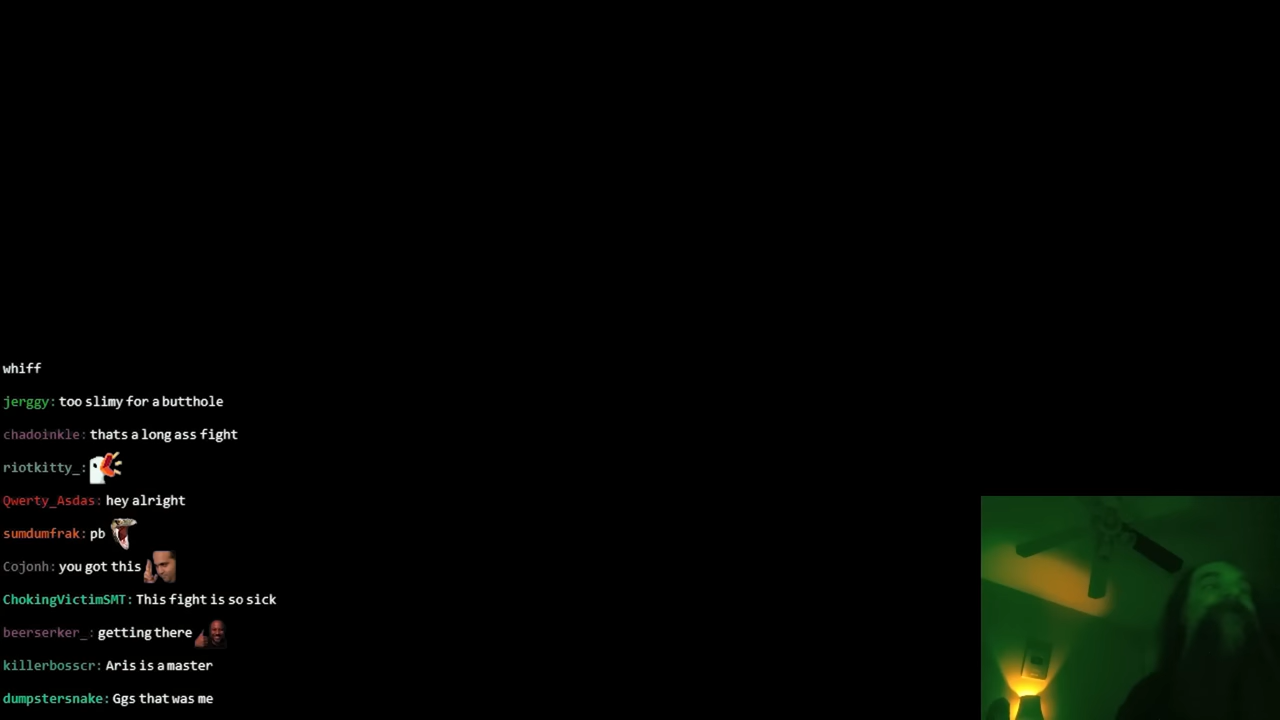 whiff
jerggy: too slimy for a butthole
chadoinkle: thats a long ass fight
riotkitty_:
Qwerty_Asdas: hey alright
sumdumfrak: pb
Cojonh: you got this
ChokingVictimSMT: This fight is so sick
beerserker_: getting there
killerbosscr: Aris is a master
dumpstersnake: Ggs that was me